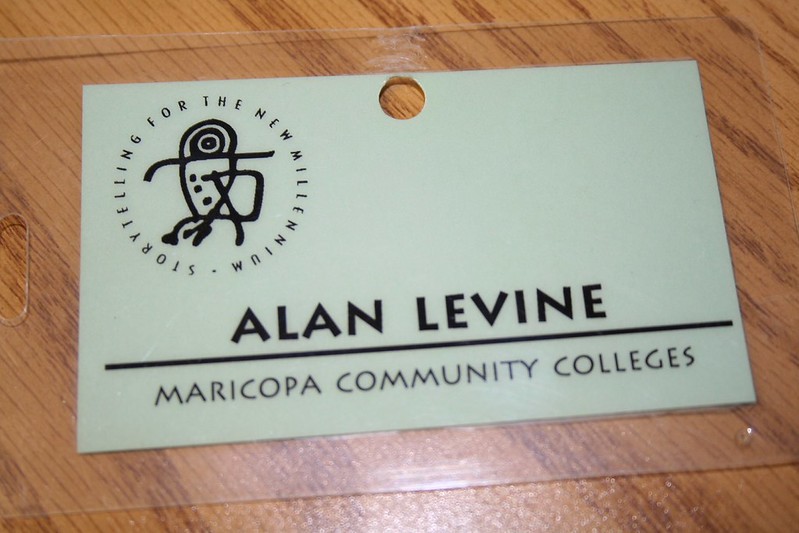 STORYTELLING FOR THE NEW MILLENNIUM •
ALAN LEVINE
MARICOPA COMMUNITY COLLEGES